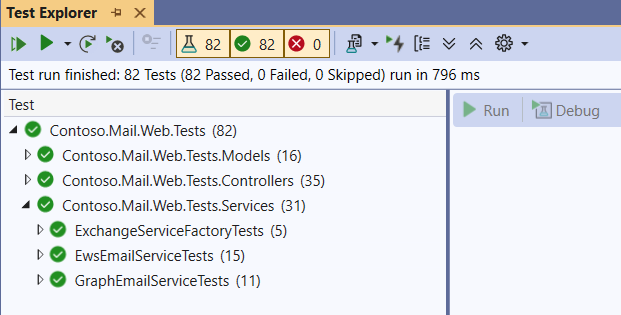 Test Explorer
82 82 0
Test run finished: 82 Tests (82 Passed, 0 Failed, 0 Skipped) run in 796 ms
Test
Run Debug
Contoso.Mail.Web.Tests (82)
Contoso.Mail.Web.Tests.Models (16)
Contoso.Mail.Web.Tests.Controllers (35)
Contoso.Mail.Web.Tests.Services (31)
ExchangeServiceFactoryTests (5)
EwsEmailServiceTests (15)
GraphEmailServiceTests (11)